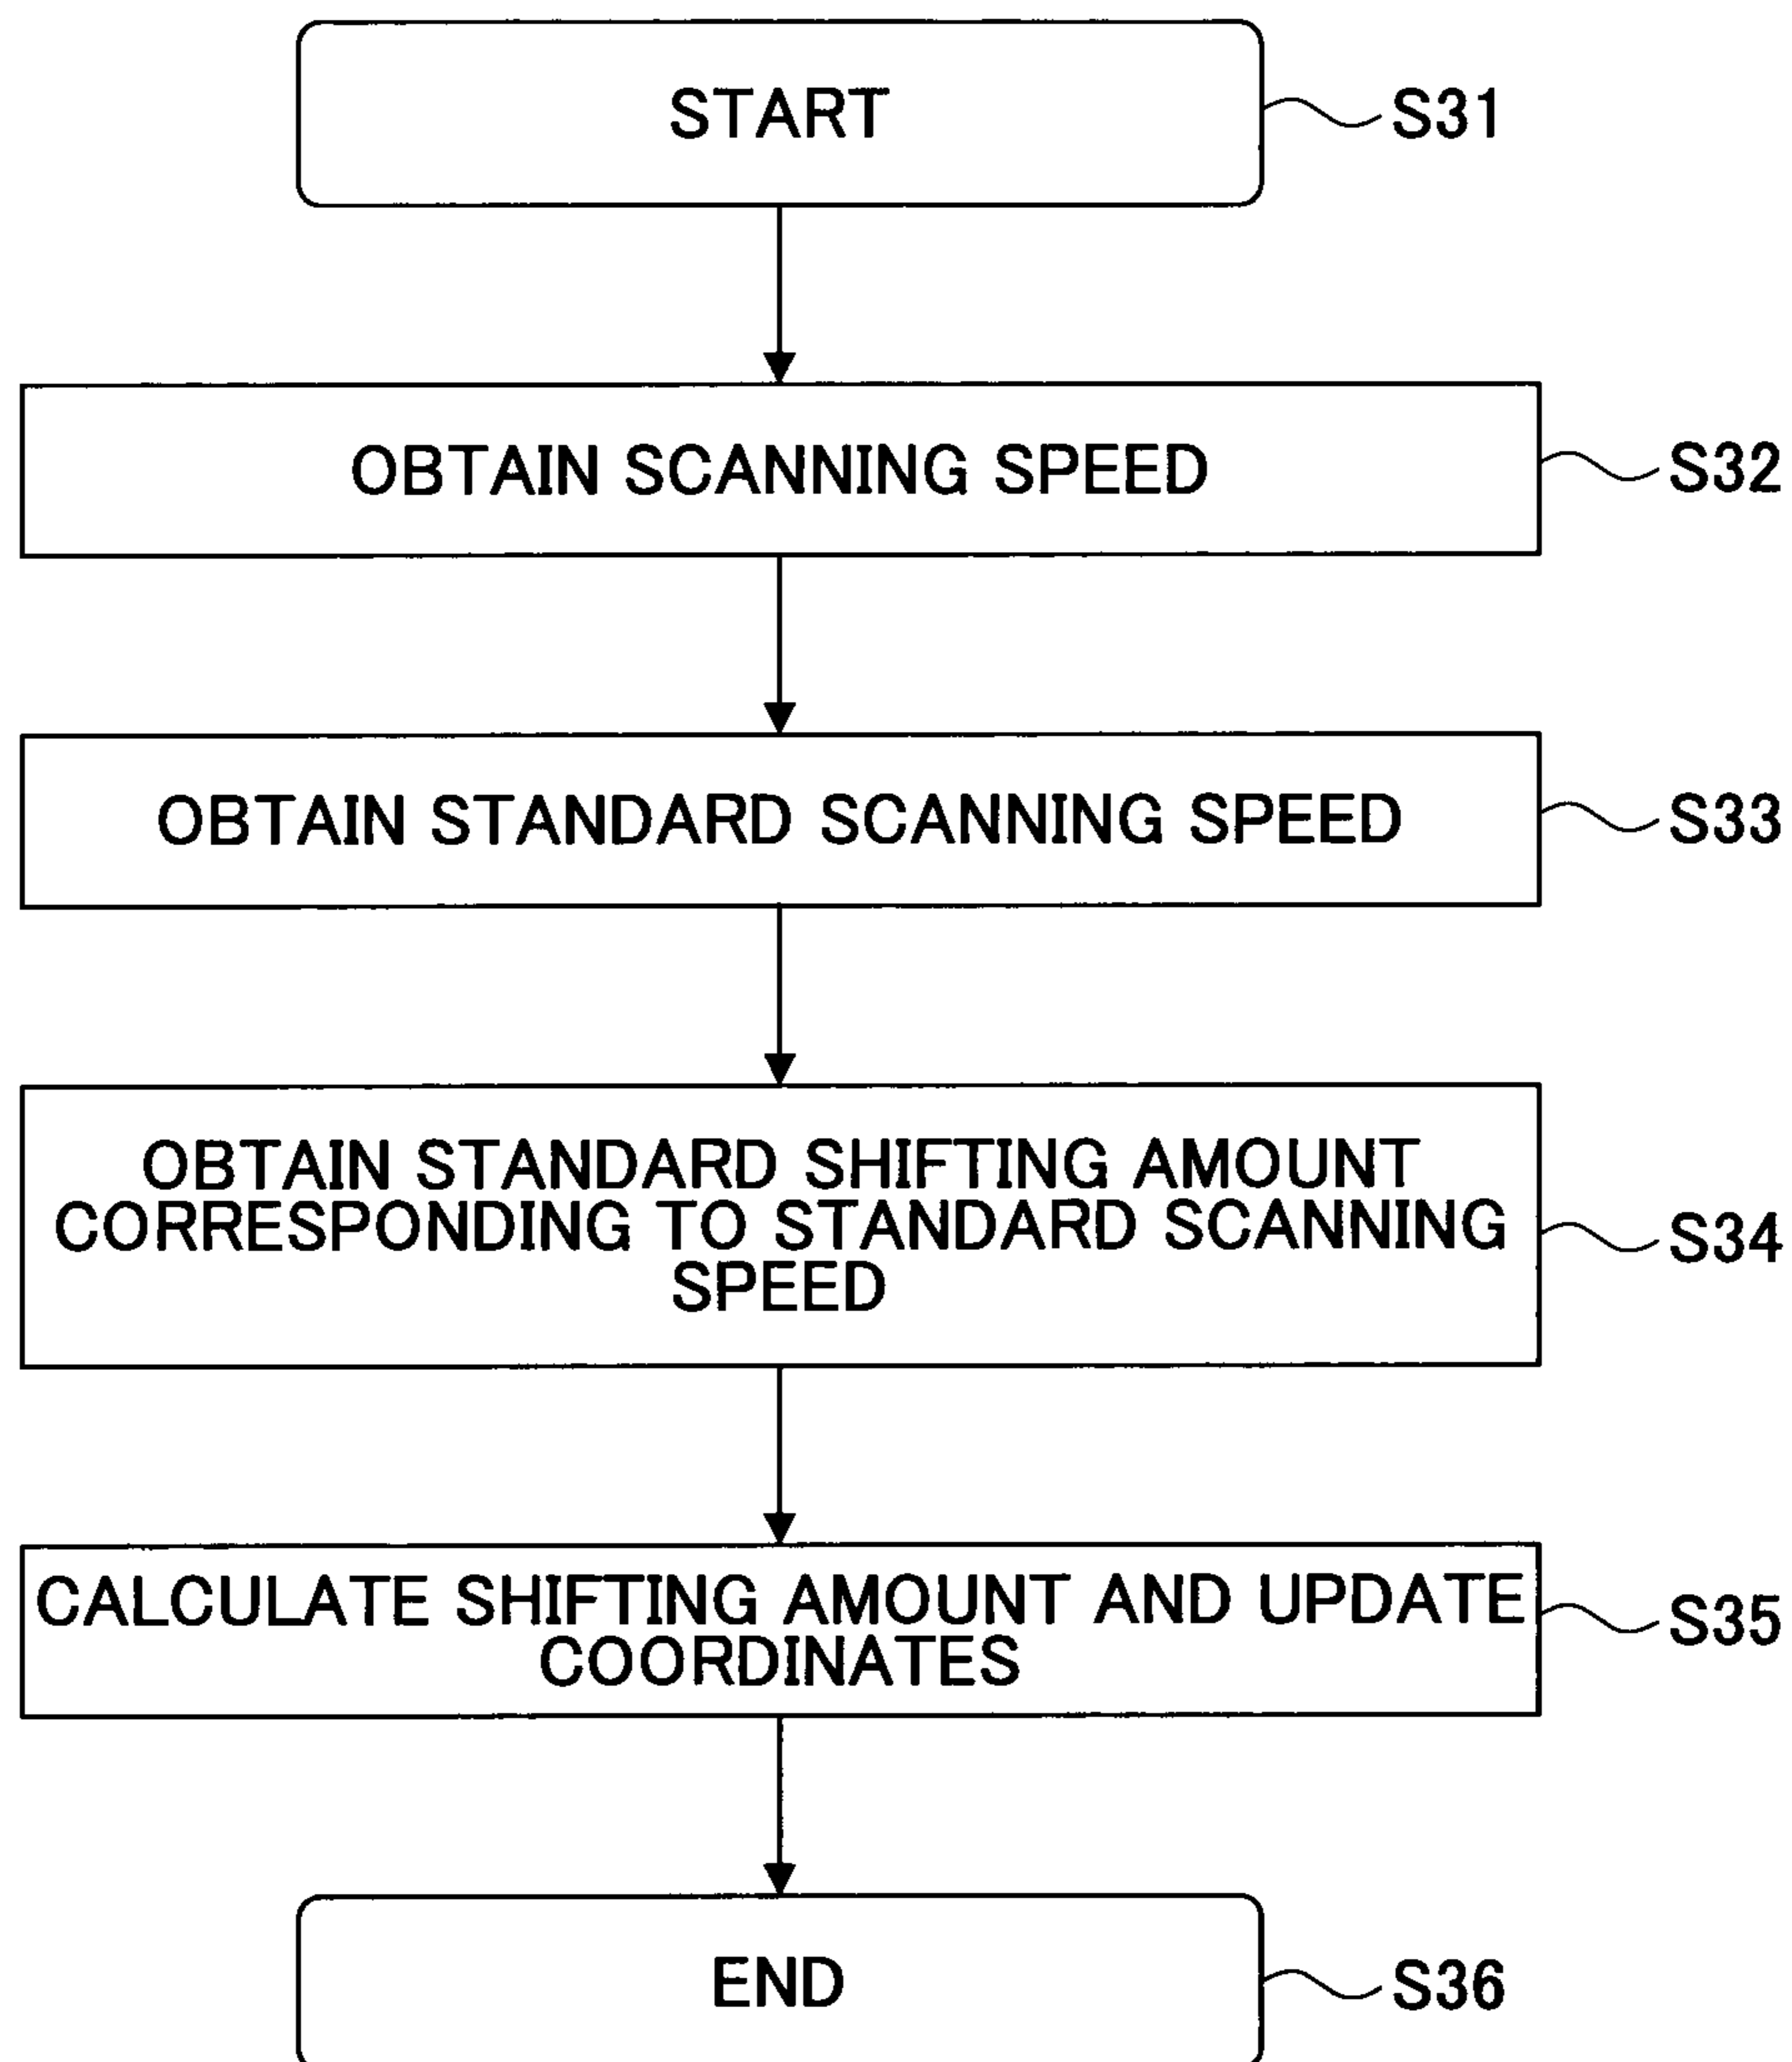 START
S31
OBTAIN SCANNING SPEED
S32
OBTAIN STANDARD SCANNING SPEED
S33
OBTAIN STANDARD SHIFTING AMOUNT
CORRESPONDING TO STANDARD SCANNING
SPEED
S34
CALCULATE SHIFTING AMOUNT AND UPDATE
COORDINATES
S35
END
S36